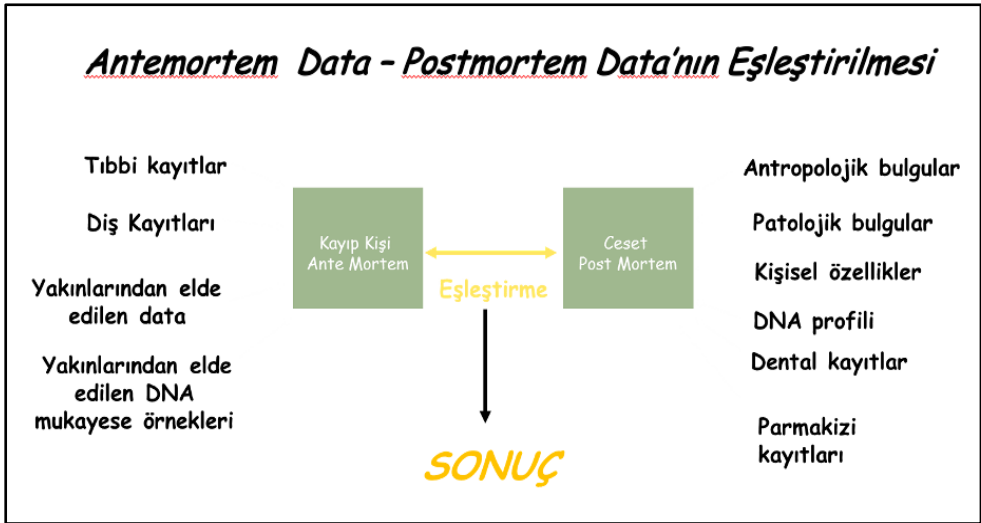 Antemortem Data – Postmortem Data’nın Eşleştirilmesi
Tıbbi kayıtlar
Diş Kayıtları
Yakınlarından elde
edilen data
Yakınlarından elde
edilen DNA
mukayese örnekleri
Kayıp Kişi
Ante Mortem
Eşleştirme
Ceset
Post Mortem
SONUÇ
Antropolojik bulgular
Patolojik bulgular
Kişisel özellikler
DNA profili
Dental kayıtlar
Parmakizi
kayıtları